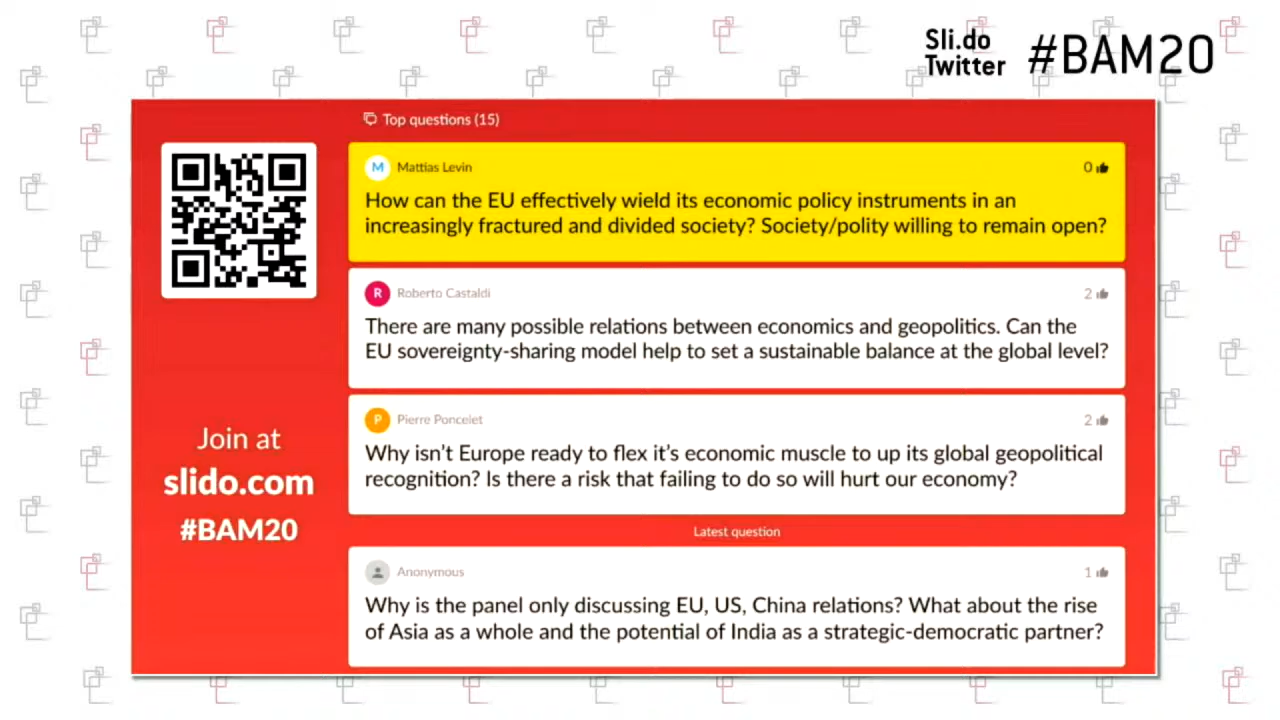 Sli.do
Twitter
#BAM20
Top questions (15)
M
Mattias Levin
0
How can the EU effectively wield its economic policy instruments in an
increasingly fractured and divided society? Society/polity willing to remain open?
R
Roberto Castaldi
2
There are many possible relations between economics and geopolitics. Can the
EU sovereignty-sharing model help to set a sustainable balance at the global level?
P
Pierre Poncelet
2
Why isn't Europe ready to flex it's economic muscle to up its global geopolitical
recognition? Is there a risk that failing to do so will hurt our economy?
Latest question
Anonymous
1
Why is the panel only discussing EU, US, China relations? What about the rise
of Asia as a whole and the potential of India as a strategic-democratic partner?
Join at
slido.com
#BAM20